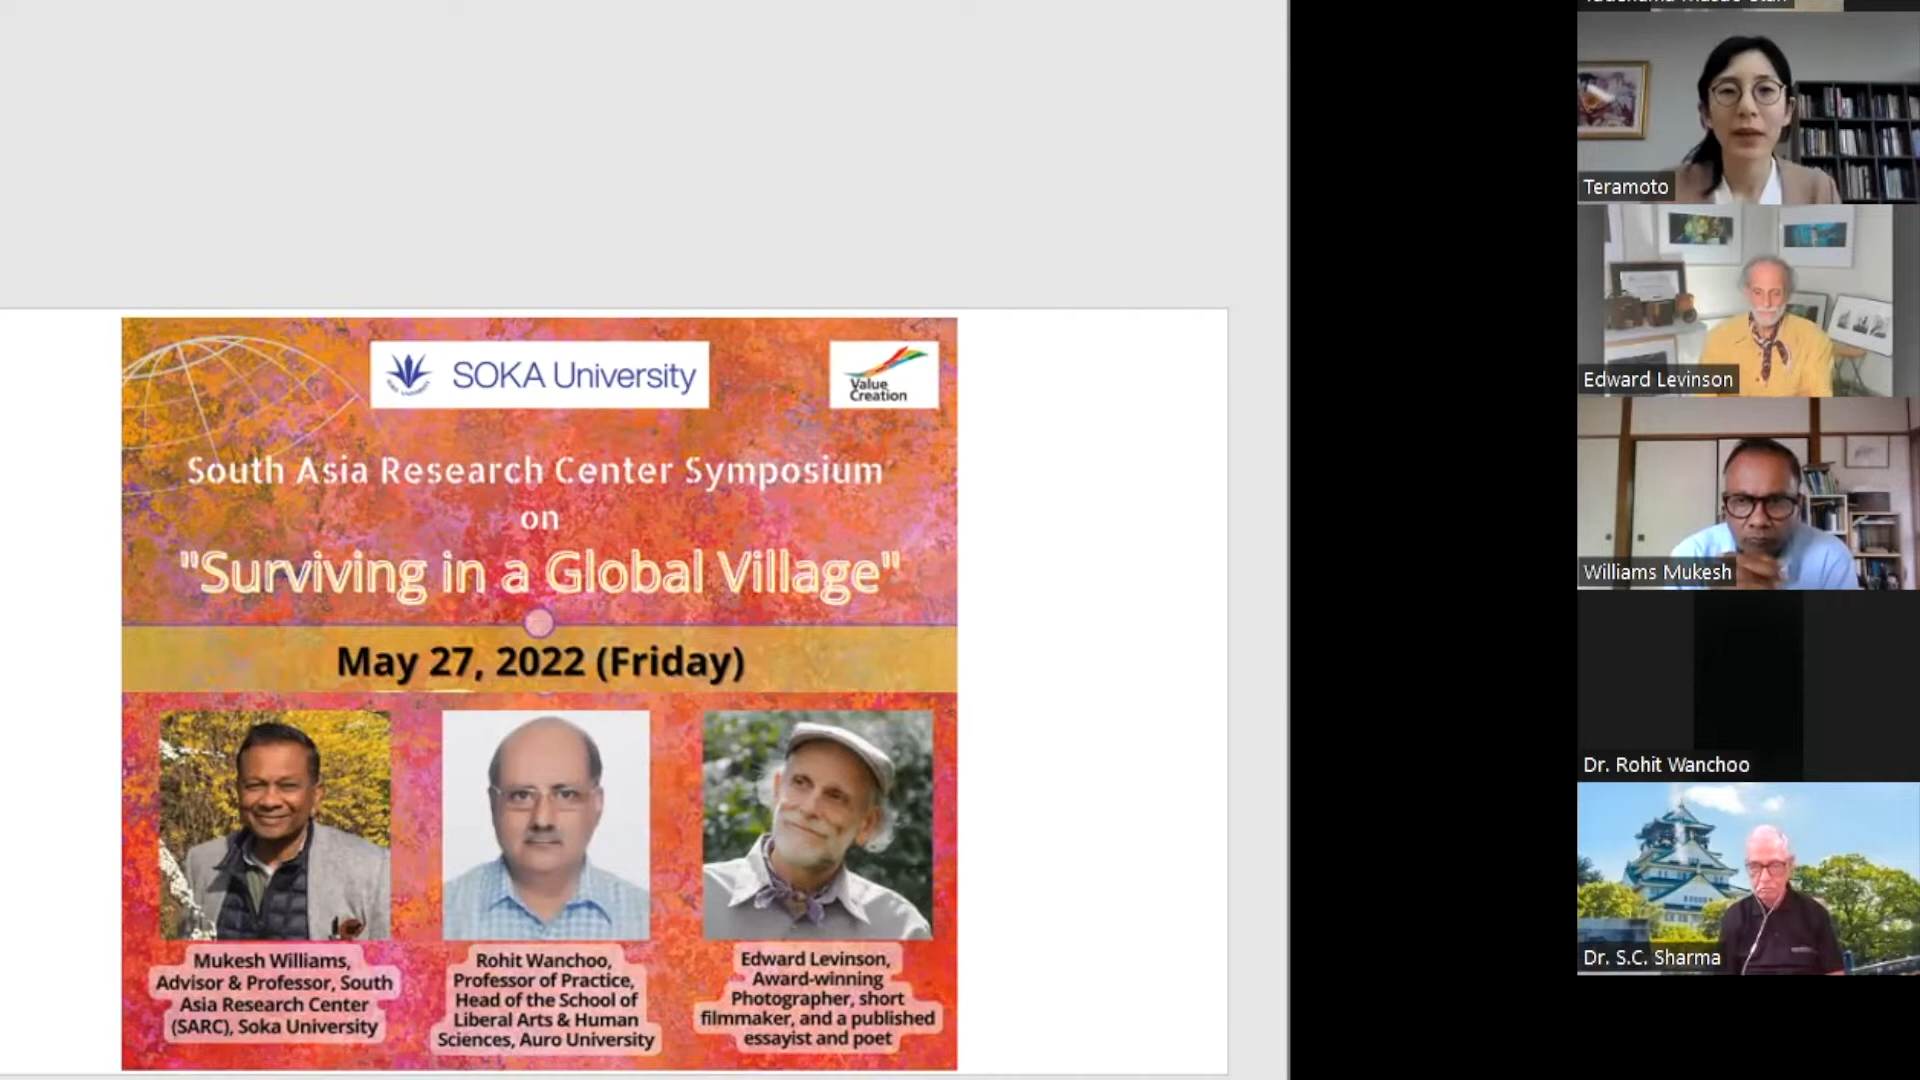 SOKA University
Value
Creation
South Asia Research Center Symposium
on
"Surviving in a Global Village"
May 27, 2022 (Friday)
Mukesh Williams,
Advisor & Professor, South
Asia Research Center
(SARC), Soka University
Rohit Wanchoo,
Professor of Practice,
Head of the School of
Liberal Arts & Human
Sciences, Auro University
Edward Levinson,
Award-winning
Photographer, short
filmmaker, and a published
essayist and poet
Teramoto
Edward Levinson
Williams Mukesh
Dr. Rohit Wanchoo
Dr. S.C. Sharma